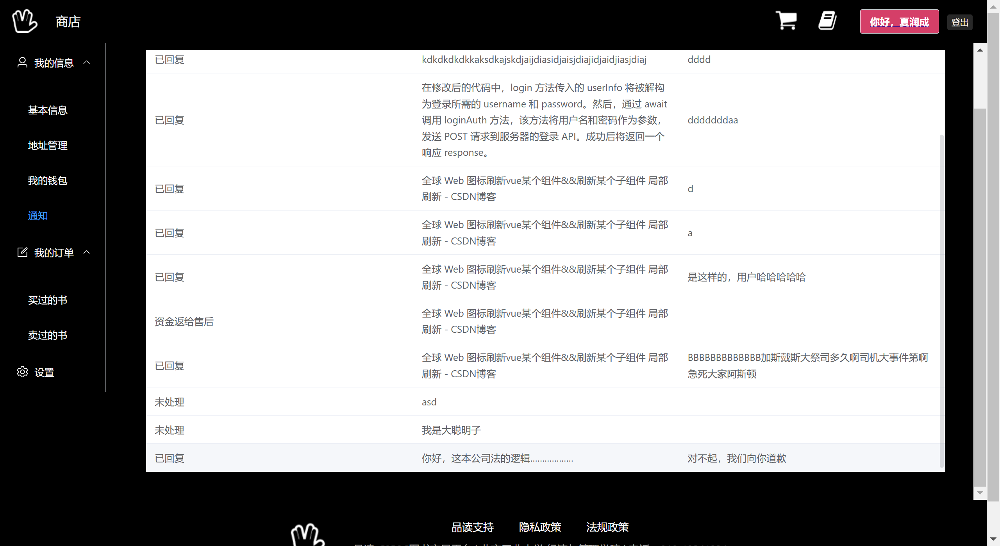 商店
你好，夏润成
登出
我的信息
基本信息
地址管理
我的钱包
通知
我的订单
买过的书
卖过的书
设置
已回复
kdkdkdkdkkaksdkajskdjaijdiasidjaisjdiajidjaidjiasjdiaj
dddd
已回复
在修改后的代码中，login 方法传入的 userInfo 将被解构
为登录所需的 username 和 password。然后，通过 await
调用 loginAuth 方法，该方法将用户名和密码作为参数，
发送 POST 请求到服务器的登录 API。成功后将返回一个
响应 response。
dddddddaa
已回复
全球 Web 图标刷新vue某个组件&&刷新某个子组件 局部
刷新 - CSDN博客
d
已回复
全球 Web 图标刷新vue某个组件&&刷新某个子组件 局部
刷新 - CSDN博客
a
已回复
全球 Web 图标刷新vue某个组件&&刷新某个子组件 局部
刷新 - CSDN博客
是这样的，用户哈哈哈哈哈
资金返给售后
全球 Web 图标刷新vue某个组件&&刷新某个子组件 局部
刷新 - CSDN博客
已回复
全球 Web 图标刷新vue某个组件&&刷新某个子组件 局部
刷新 - CSDN博客
BBBBBBBBBBBBB加斯戴斯大祭司多久啊司机大事件第啊
急死大家阿斯顿
未处理
asd
未处理
我是大聪明子
已回复
你好，这本公司法的逻辑..................
对不起，我们向你道歉
品读支持
隐私政策
法规政策